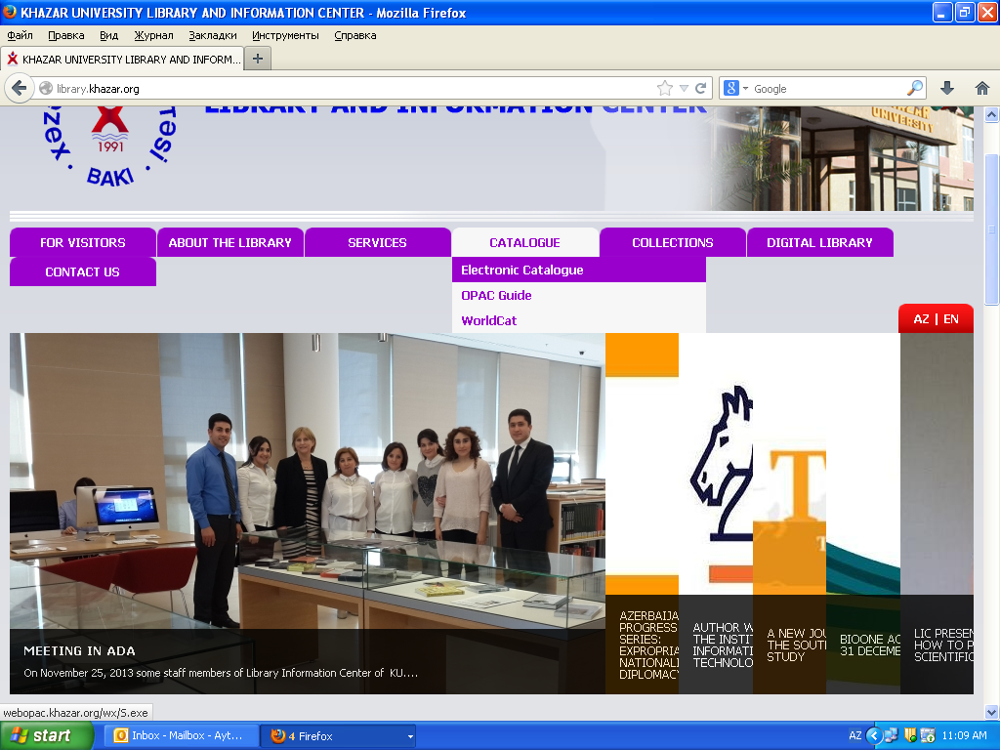 KHAZAR UNIVERSITY LIBRARY AND INFORMATION CENTER - Mozilla Firefox
Файл Правка Вид Журнал Закладки Инструменты Справка
KHAZAR UNIVERSITY LIBRARY AND INFORM...
library.khazar.org
Google
LIBRARY AND INFORMATION CENTER
1991
BAKI
KHAZAR
UNIVERSITY
FOR VISITORS ABOUT THE LIBRARY SERVICES CATALOGUE COLLECTIONS DIGITAL LIBRARY
CONTACT US
Electronic Catalogue
OPAC Guide
WorldCat
AZ | EN
MEETING IN ADA
On November 25, 2013 some staff members of Library Information Center of KU....
AZERBAIJA
PROGRESS
SERIES:
EXPROPRIA
NATIONALI
DIPLOMACY
AUTHOR W
THE INSTIT
INFORMATI
TECHNOLO
T
A NEW JOU
THE SOUT
STUDY
BIOONE AC
31 DECEME
LIC PRESEN
HOW TO P
SCIENTIFIC
webopac.khazar.org/wx/S.exe
start
Inbox - Mailbox - Ayt...
4 Firefox
AZ
11:09 AM